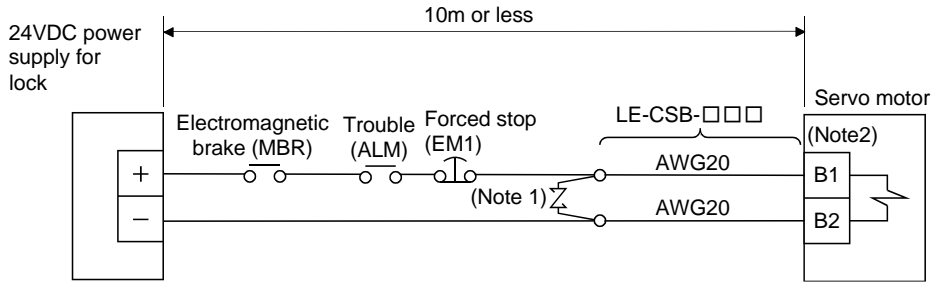 10m or less
24VDC power
supply for
lock
Servo motor
LE-CSB-□□□
Electromagnetic
brake (MBR)
Trouble
(ALM)
Forced stop
(EM1)
(Note2)
+
AWG20
B1
(Note 1)
−
AWG20
B2